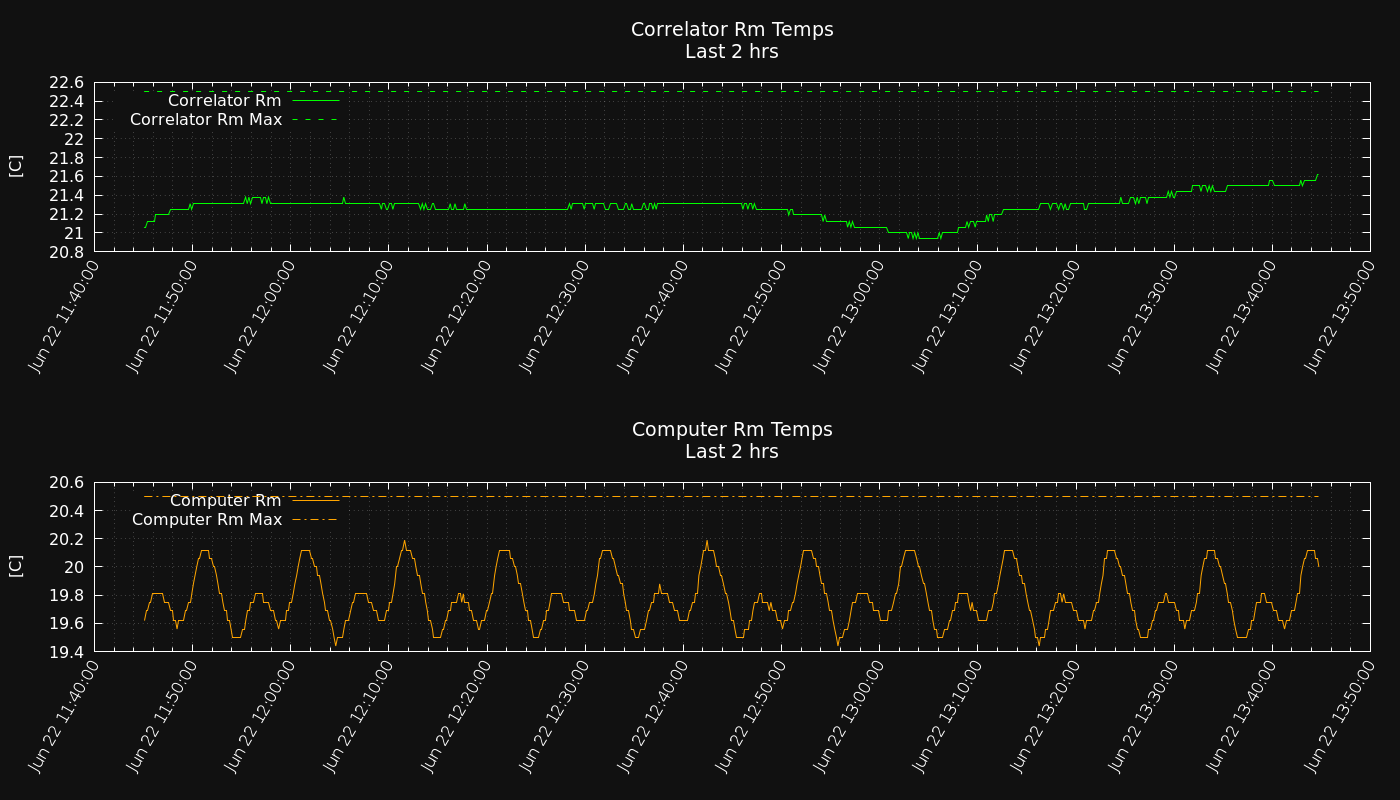 Correlator Rm Temps
Last 2 hrs
[C]
22.6
22.4
22.2
22
21.8
21.6
21.4
21.2
21
20.8
Correlator Rm
Correlator Rm Max
Jun 22 11:40:00
Jun 22 11:50:00
Jun 22 12:00:00
Jun 22 12:10:00
Jun 22 12:20:00
Jun 22 12:30:00
Jun 22 12:40:00
Jun 22 12:50:00
Jun 22 13:00:00
Jun 22 13:10:00
Jun 22 13:20:00
Jun 22 13:30:00
Jun 22 13:40:00
Jun 22 13:50:00
Computer Rm Temps
Last 2 hrs
[C]
20.6
20.4
20.2
20
19.8
19.6
19.4
Computer Rm
Computer Rm Max
Jun 22 11:40:00
Jun 22 11:50:00
Jun 22 12:00:00
Jun 22 12:10:00
Jun 22 12:20:00
Jun 22 12:30:00
Jun 22 12:40:00
Jun 22 12:50:00
Jun 22 13:00:00
Jun 22 13:10:00
Jun 22 13:20:00
Jun 22 13:30:00
Jun 22 13:40:00
Jun 22 13:50:00